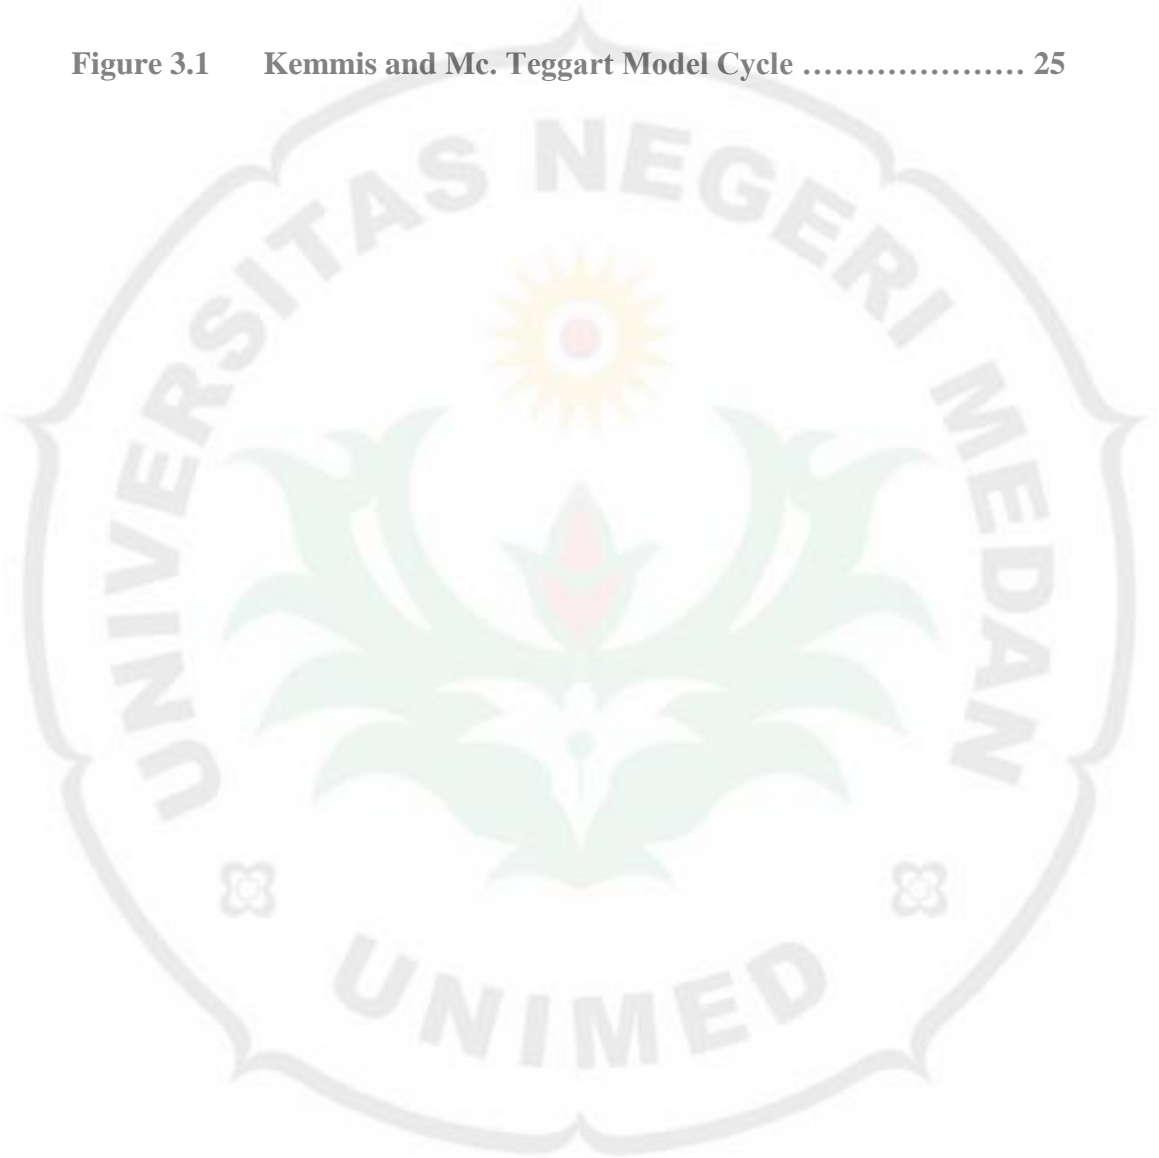 Figure 3.1 Kemmis and Mc. Teggart Model Cycle ………………… 25
UNIVERSITAS NEGERI MEDAN
UNIMED